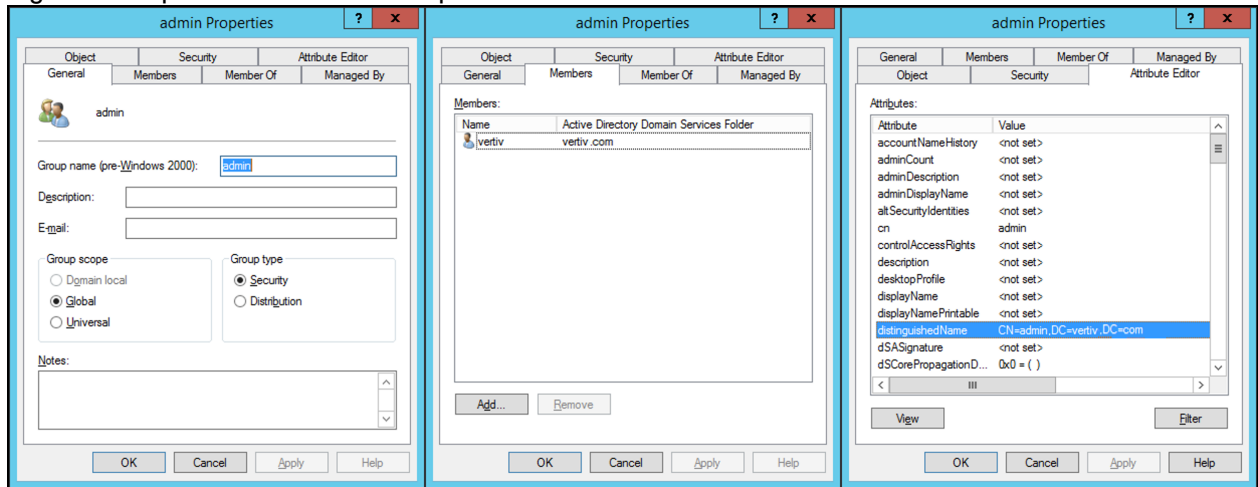 admin Properties
? x
Object Security Attribute Editor
General Members Member Of Managed By
admin
Group name (pre-Windows 2000): admin
Description:
E-mail:
Group scope
Domain local
Global
Universal
Group type
Security
Distribution
Notes:
OK Cancel Apply Help
admin Properties
? x
Object Security Attribute Editor
General Members Member Of Managed By
Members:
Name Active Directory Domain Services Folder
vertiv vertiv.com
Add... Remove
OK Cancel Apply Help
admin Properties
? x
General Members Member Of Managed By
Object Security Attribute Editor
Attributes:
Attribute Value
accountNameHistory <not set>
adminCount <not set>
adminDescription <not set>
adminDisplayName <not set>
altSecurityIdentities <not set>
cn admin
controlAccessRights <not set>
description <not set>
desktopProfile <not set>
displayName <not set>
displayNamePrintable <not set>
distinguishedName CN=admin,DC=vertiv,DC=com
dSASignature <not set>
dSCorePropagationD... 0x0 = ( )
View Filter
OK Cancel Apply Help